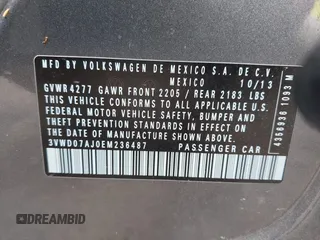 MFD BY VOLKSWAGEN DE MEXICO S.A. DE C.V.
MEXICO 10/13
GVWR 4277 GAWR FRONT 2205 / REAR 2183 LBS
THIS VEHICLE CONFORMS TO ALL APPLICABLE U.S.
FEDERAL MOTOR VEHICLE SAFETY, BUMPER AND
THEFT PREVENTION STANDARDS IN EFFECT ON
THE DATE OF MANUFACTURE SHOWN ABOVE.
3VWD07AJ0EM236487 PASSENGER CAR
4356936 1093 M
DREAMBID